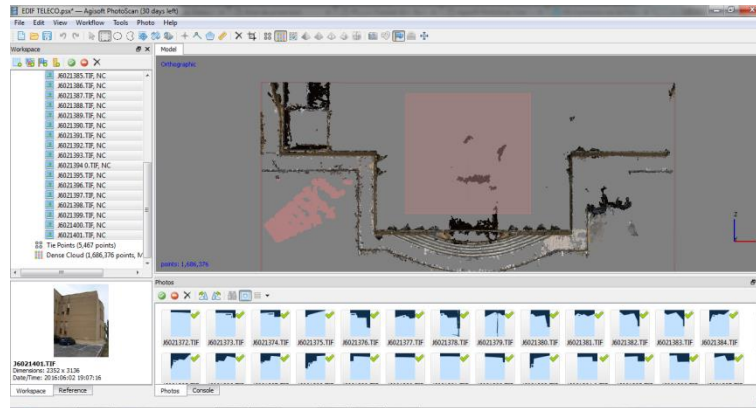 EDIF TELECO.psx* — Agisoft PhotoScan (30 days left)
File Edit View Workflow Tools Photo Help
Workspace
Model
Orthographic
J6021385.TIF, NC
J6021386.TIF, NC
J6021387.TIF, NC
J6021388.TIF, NC
J6021389.TIF, NC
J6021390.TIF, NC
J6021391.TIF, NC
J6021392.TIF, NC
J6021393.TIF, NC
J6021394 0.TIF, NC
J6021395.TIF, NC
J6021396.TIF, NC
J6021397.TIF, NC
J6021398.TIF, NC
J6021399.TIF, NC
J6021400.TIF, NC
J6021401.TIF, NC
Tie Points (5,467 points)
Dense Cloud (1,686,376 points, M
points: 1,686,376
Z
Photos
J6021372.TIF J6021373.TIF J6021374.TIF J6021375.TIF J6021376.TIF J6021377.TIF J6021378.TIF J6021379.TIF J6021380.TIF J6021381.TIF J6021382.TIF J6021383.TIF J6021384.TIF
J6021401.TIF
Dimensions: 2352 x 3136
Date/Time: 2016:06:02 19:07:16
Workspace Reference
Photos Console